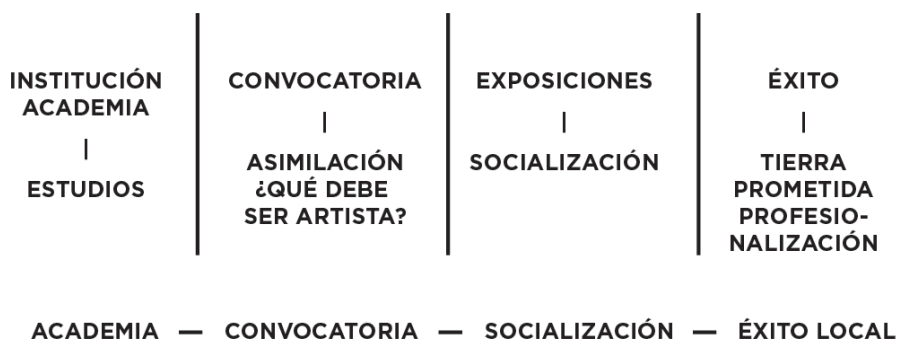 INSTITUCIÓN
ACADEMIA
ESTUDIOS
CONVOCATORIA
ASIMILACIÓN
¿QUÉ DEBE
SER ARTISTA?
EXPOSICIONES
SOCIALIZACIÓN
ÉXITO
TIERRA
PROMETIDA
PROFESIO-
NALIZACIÓN
ACADEMIA — CONVOCATORIA — SOCIALIZACIÓN — ÉXITO LOCAL